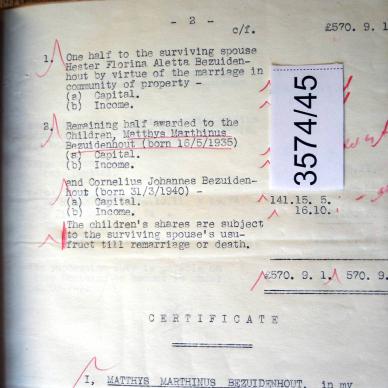 - 2 -
c/f. £570. 9. 1
1. One half to the surviving spouse
Hester Florina Aletta Bezuiden-
hout by virtue of the marriage in
community of property -
(a) Capital.
(b) Income.
2. Remaining half awarded to the
Children, Matthys Marthinus
Bezuidenhout (born 16/5/1935)
(a) Capital.
(b) Income.
and Cornelius Johannes Bezuiden-
hout (born 31/3/1940) -
(a) Capital. 141.15. 5.
(b) Income. 16.10.
The children's shares are subject
to the surviving spouse's usu-
fruct till remarriage or death.
£570. 9. 1. 570. 9.
CERTIFICATE
I, MATTHYS MARTHINUS BEZUIDENHOUT, in my
3574/45